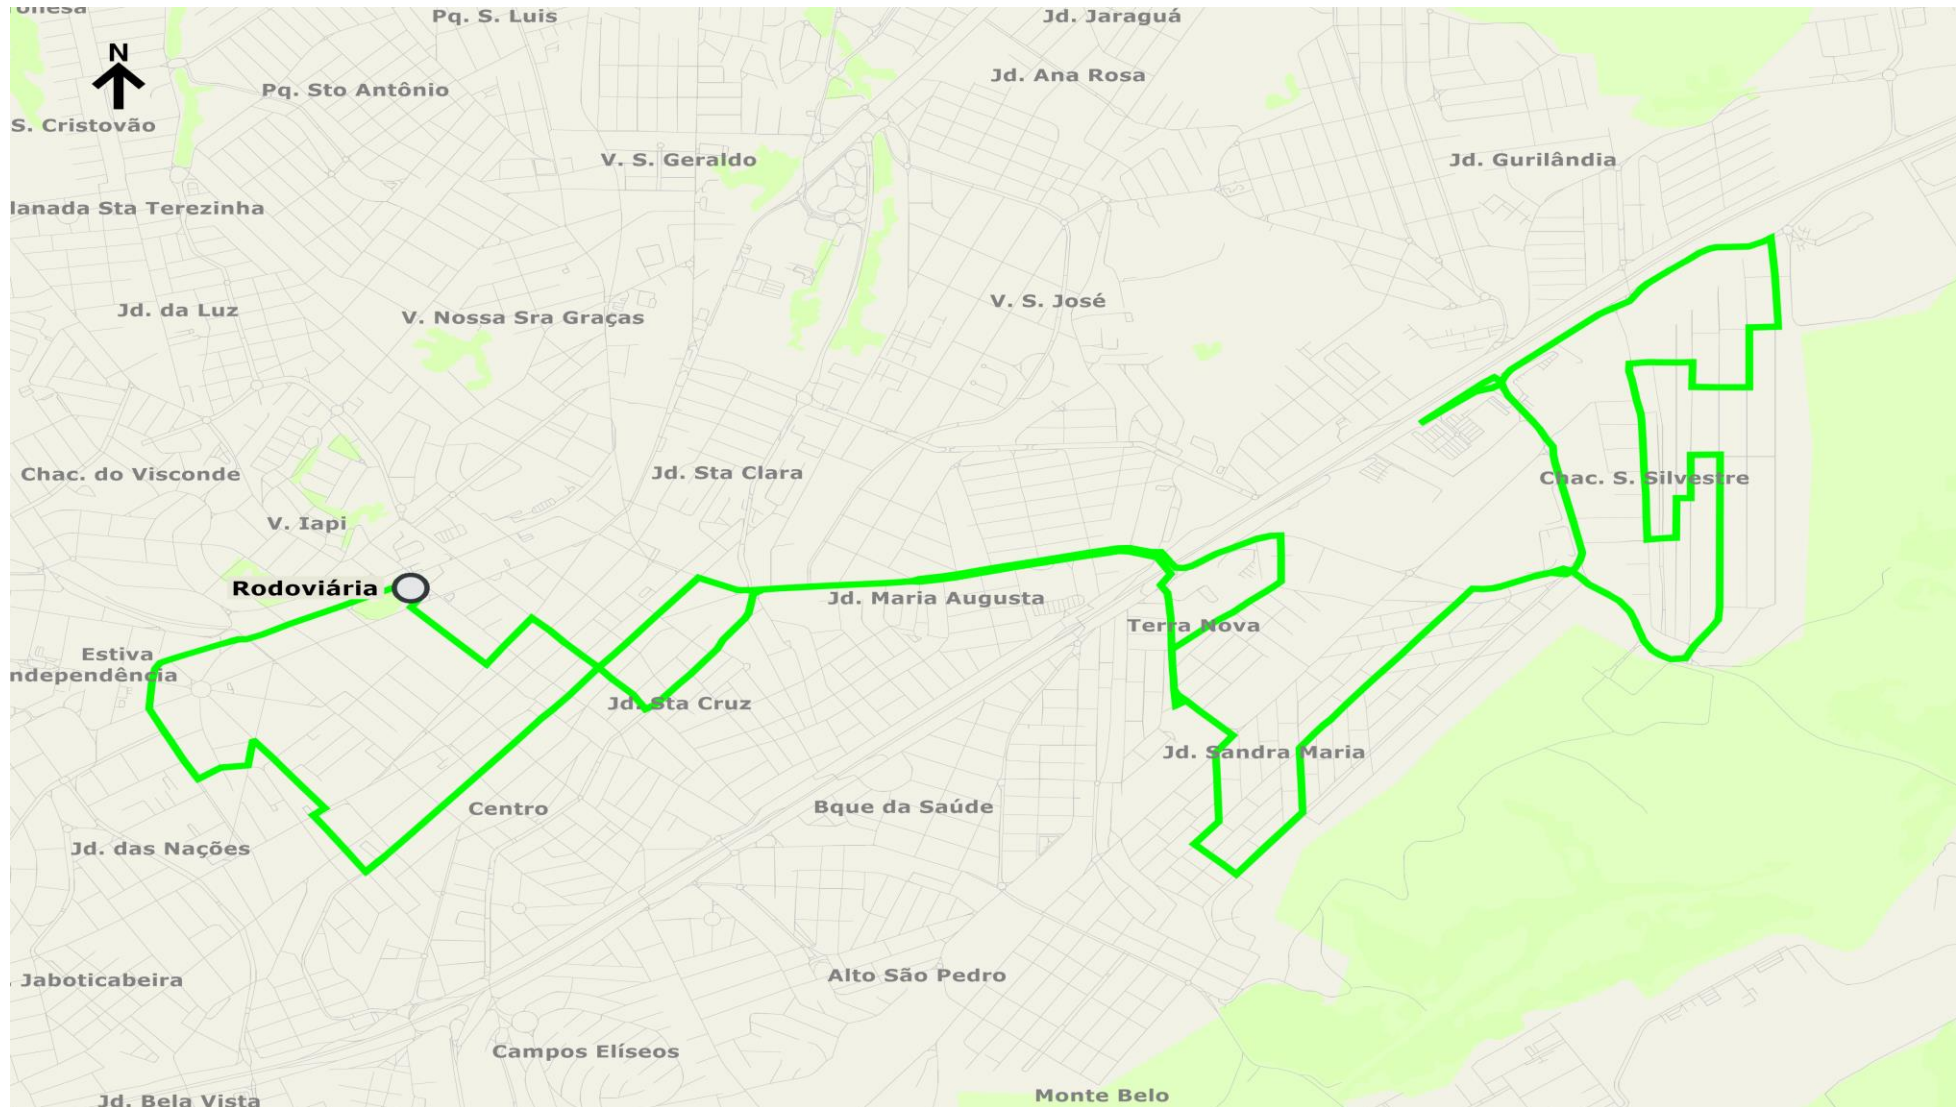 onesa
Pq. S. Luis
Jd. Jaraguá
N
Jd. Ana Rosa
Pq. Sto Antônio
S. Cristovão
V. S. Geraldo
Jd. Gurilândia
lanada Sta Terezinha
V. S. José
Jd. da Luz
V. Nossa Sra Graças
Chac. do Visconde
Jd. Sta Clara
Chac. S. Silvestre
V. Iapi
Rodoviária
Jd. Maria Augusta
Terra Nova
Estiva
ndependência
Jd. Sta Cruz
Jd. Sandra Maria
Centro
Bque da Saúde
Jd. das Nações
Jaboticabeira
Alto São Pedro
Campos Elíseos
Monte Belo
Jd. Bela Vista